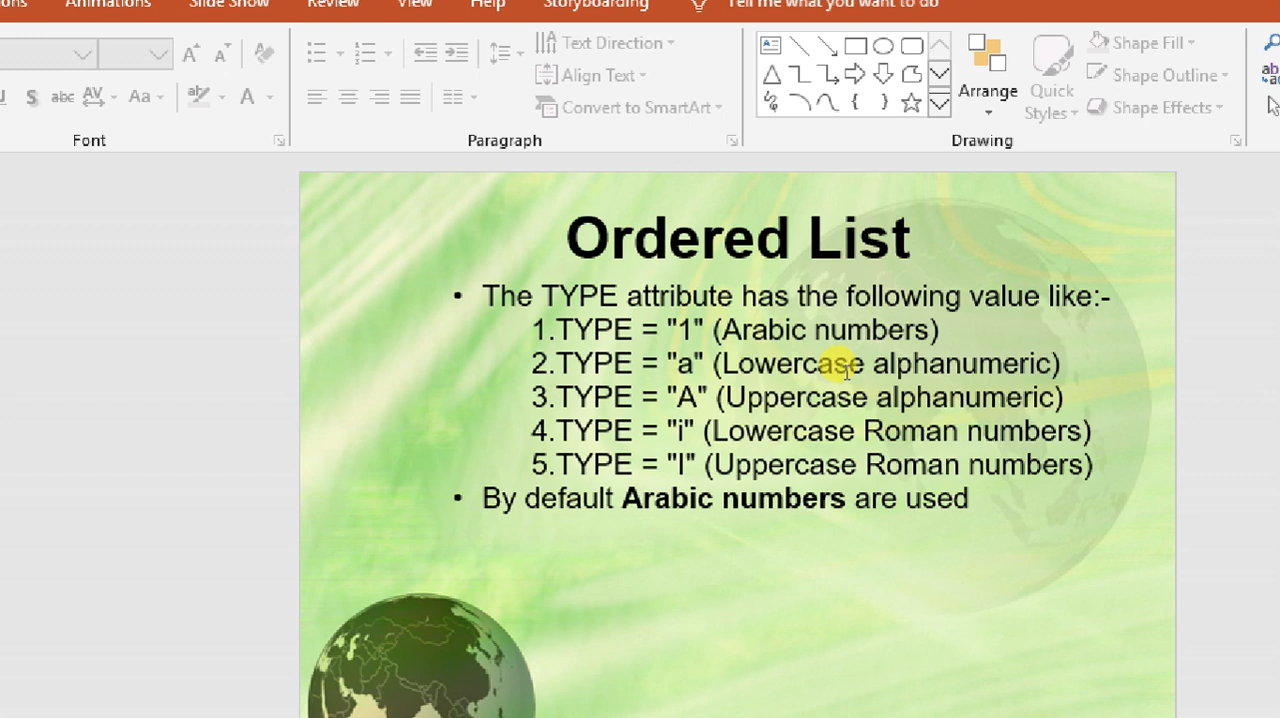 Animations Slide Show Review View Help Storyboarding Tell me what you want to do
Text Direction
Align Text
Convert to SmartArt
Arrange
Quick
Styles
Shape Fill
Shape Outline
Shape Effects
Font
Paragraph
Drawing
Ordered List
• The TYPE attribute has the following value like:-
1.TYPE = "1" (Arabic numbers)
2.TYPE = "a" (Lowercase alphanumeric)
3.TYPE = "A" (Uppercase alphanumeric)
4.TYPE = "i" (Lowercase Roman numbers)
5.TYPE = "I" (Uppercase Roman numbers)
• By default Arabic numbers are used